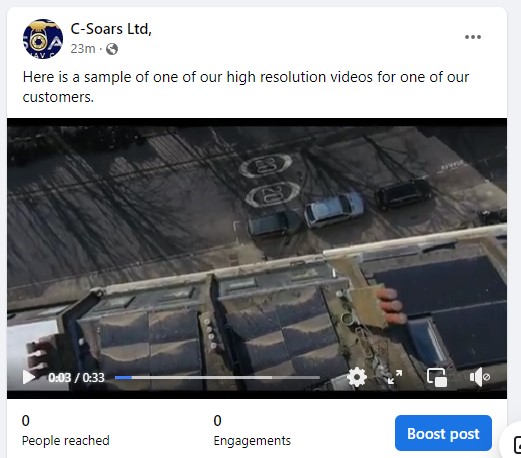 C-Soars Ltd,
23m ·
Here is a sample of one of our high resolution videos for one of our
customers.
20
20
0:03 / 0:33
0
People reached
0
Engagements
Boost post